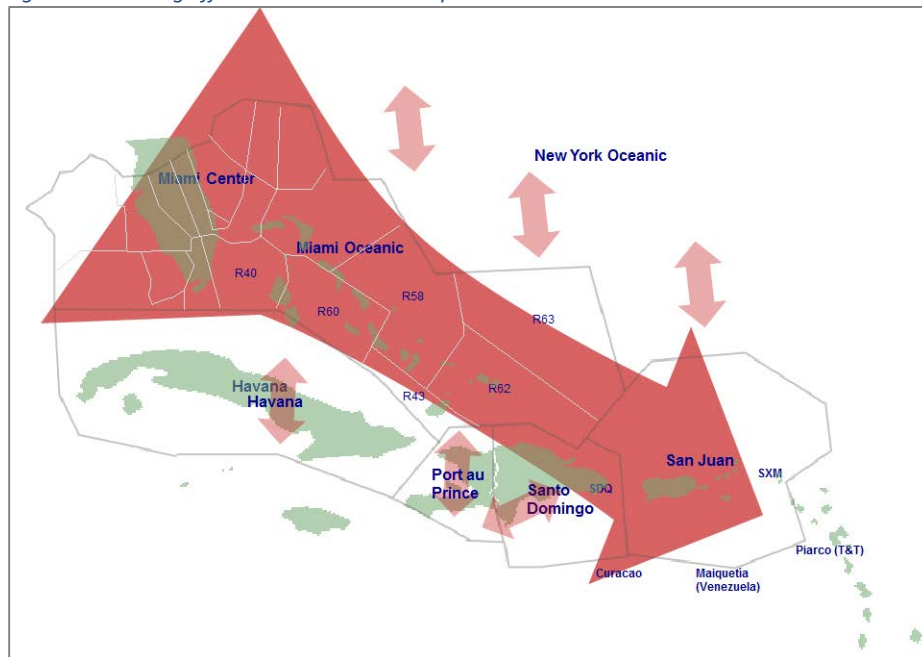 New York Oceanic
Miami Center
Miami Oceanic
R40
R58
R60
R63
Havana
Havana
R43
R62
Port au
Prince
Santo
Domingo
SDQ
San Juan
SXM
Piarco (T&T)
Curacao
Maiquetia
(Venezuela)